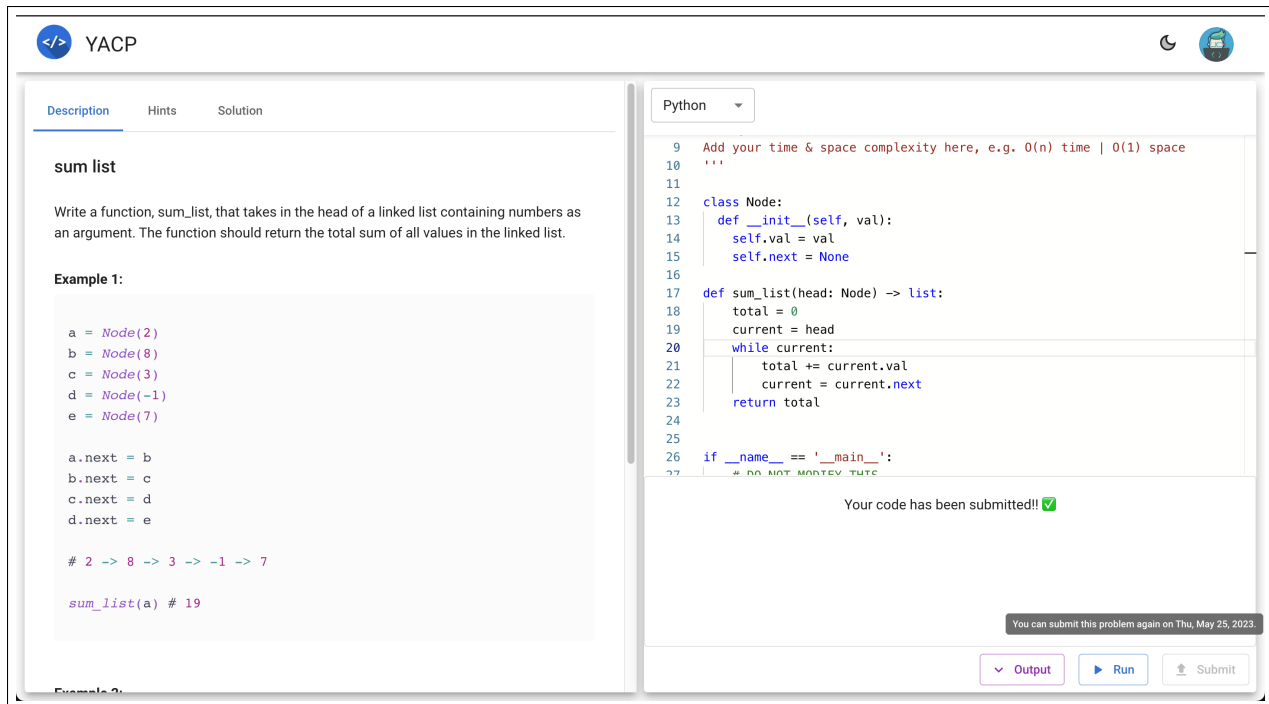 </>
YACP
Description Hints Solution
sum list
Write a function, sum_list, that takes in the head of a linked list containing numbers as
an argument. The function should return the total sum of all values in the linked list.
Example 1:
a = Node(2)
b = Node(8)
c = Node(3)
d = Node(-1)
e = Node(7)
a.next = b
b.next = c
c.next = d
d.next = e
# 2 -> 8 -> 3 -> -1 -> 7
sum_list(a) # 19
Example 2:
Python
9 Add your time & space complexity here, e.g. O(n) time | O(1) space
10 '''
11
12 class Node:
13 def __init__(self, val):
14 self.val = val
15 self.next = None
16
17 def sum_list(head: Node) -> list:
18 total = 0
19 current = head
20 while current:
21 total += current.val
22 current = current.next
23 return total
24
25
26 if __name__ == '__main__':
27 # DO NOT MODIFY THIS
Your code has been submitted!! ✅
You can submit this problem again on Thu, May 25, 2023.
Output Run Submit